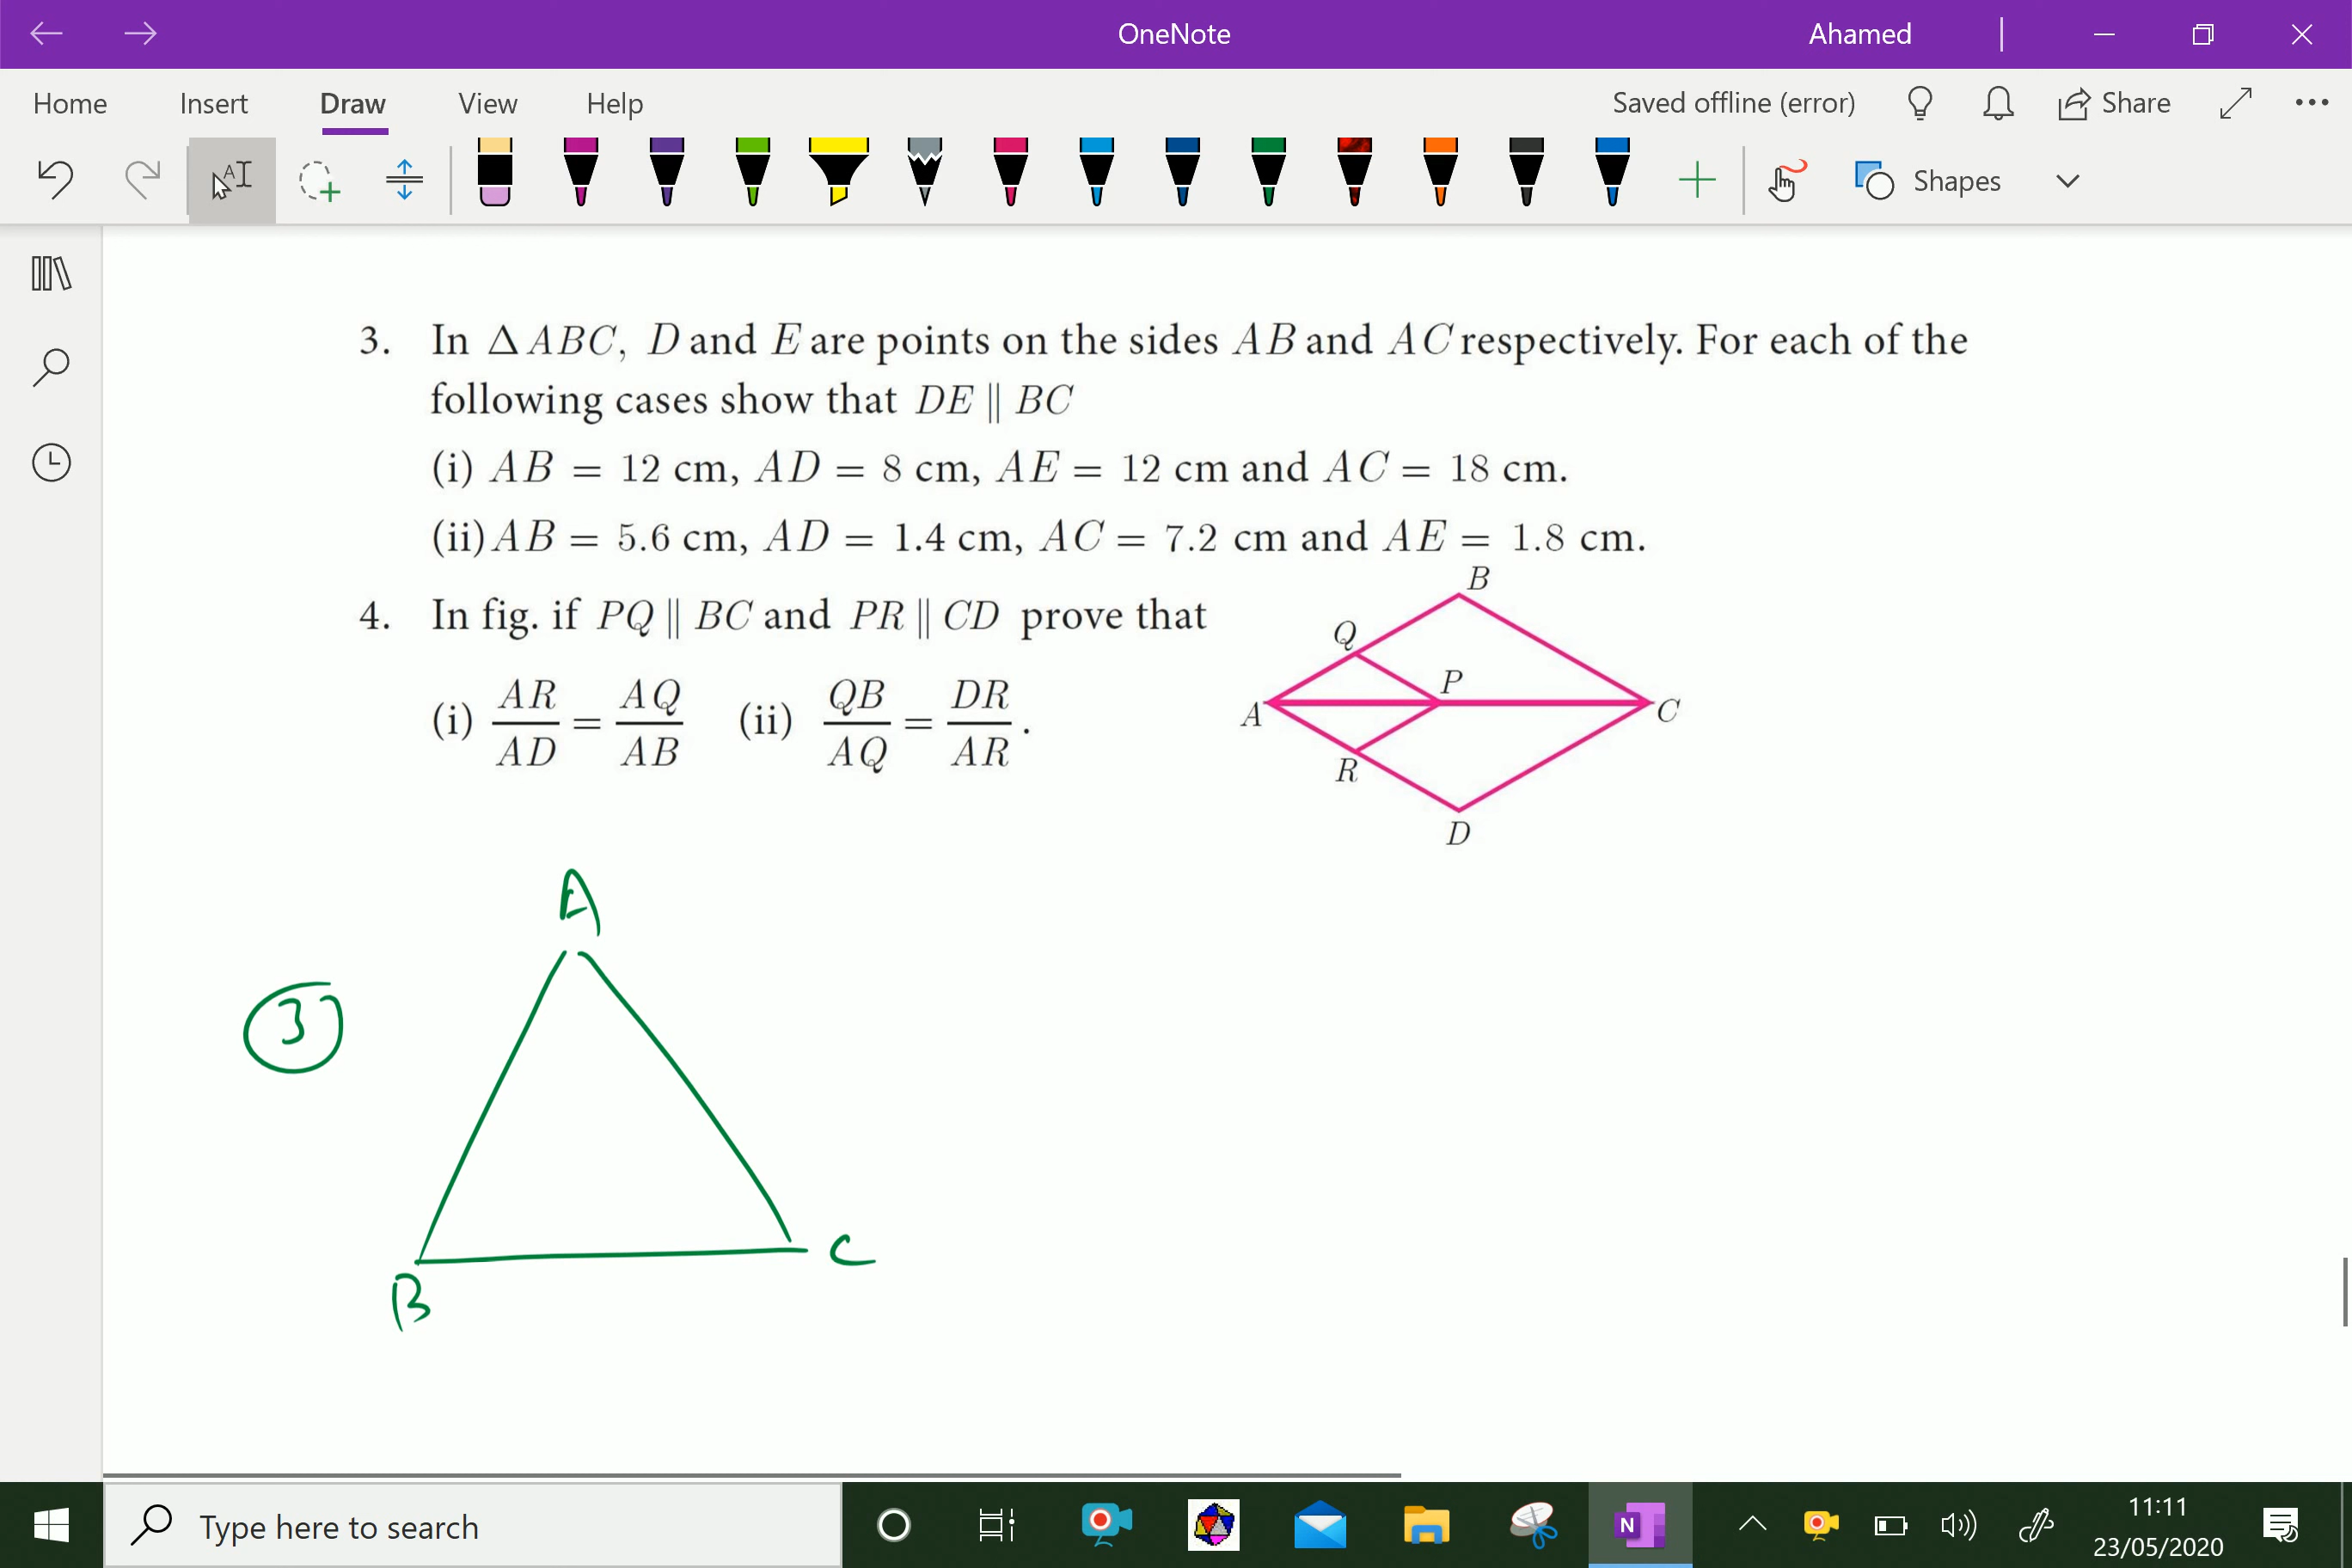 OneNote
Ahamed
Home Insert Draw View Help
Saved offline (error)
Share
Shapes
3. In △ABC, D and E are points on the sides AB and AC respectively. For each of the
following cases show that DE ∥ BC
(i) AB = 12 cm, AD = 8 cm, AE = 12 cm and AC = 18 cm.
(ii) AB = 5.6 cm, AD = 1.4 cm, AC = 7.2 cm and AE = 1.8 cm.
4. In fig. if PQ ∥ BC and PR ∥ CD prove that
(i) AR/AD = AQ/AB (ii) QB/AQ = DR/AR.
B
Q
P
A
C
R
D
A
3
C
B
Type here to search
N
11:11
23/05/2020